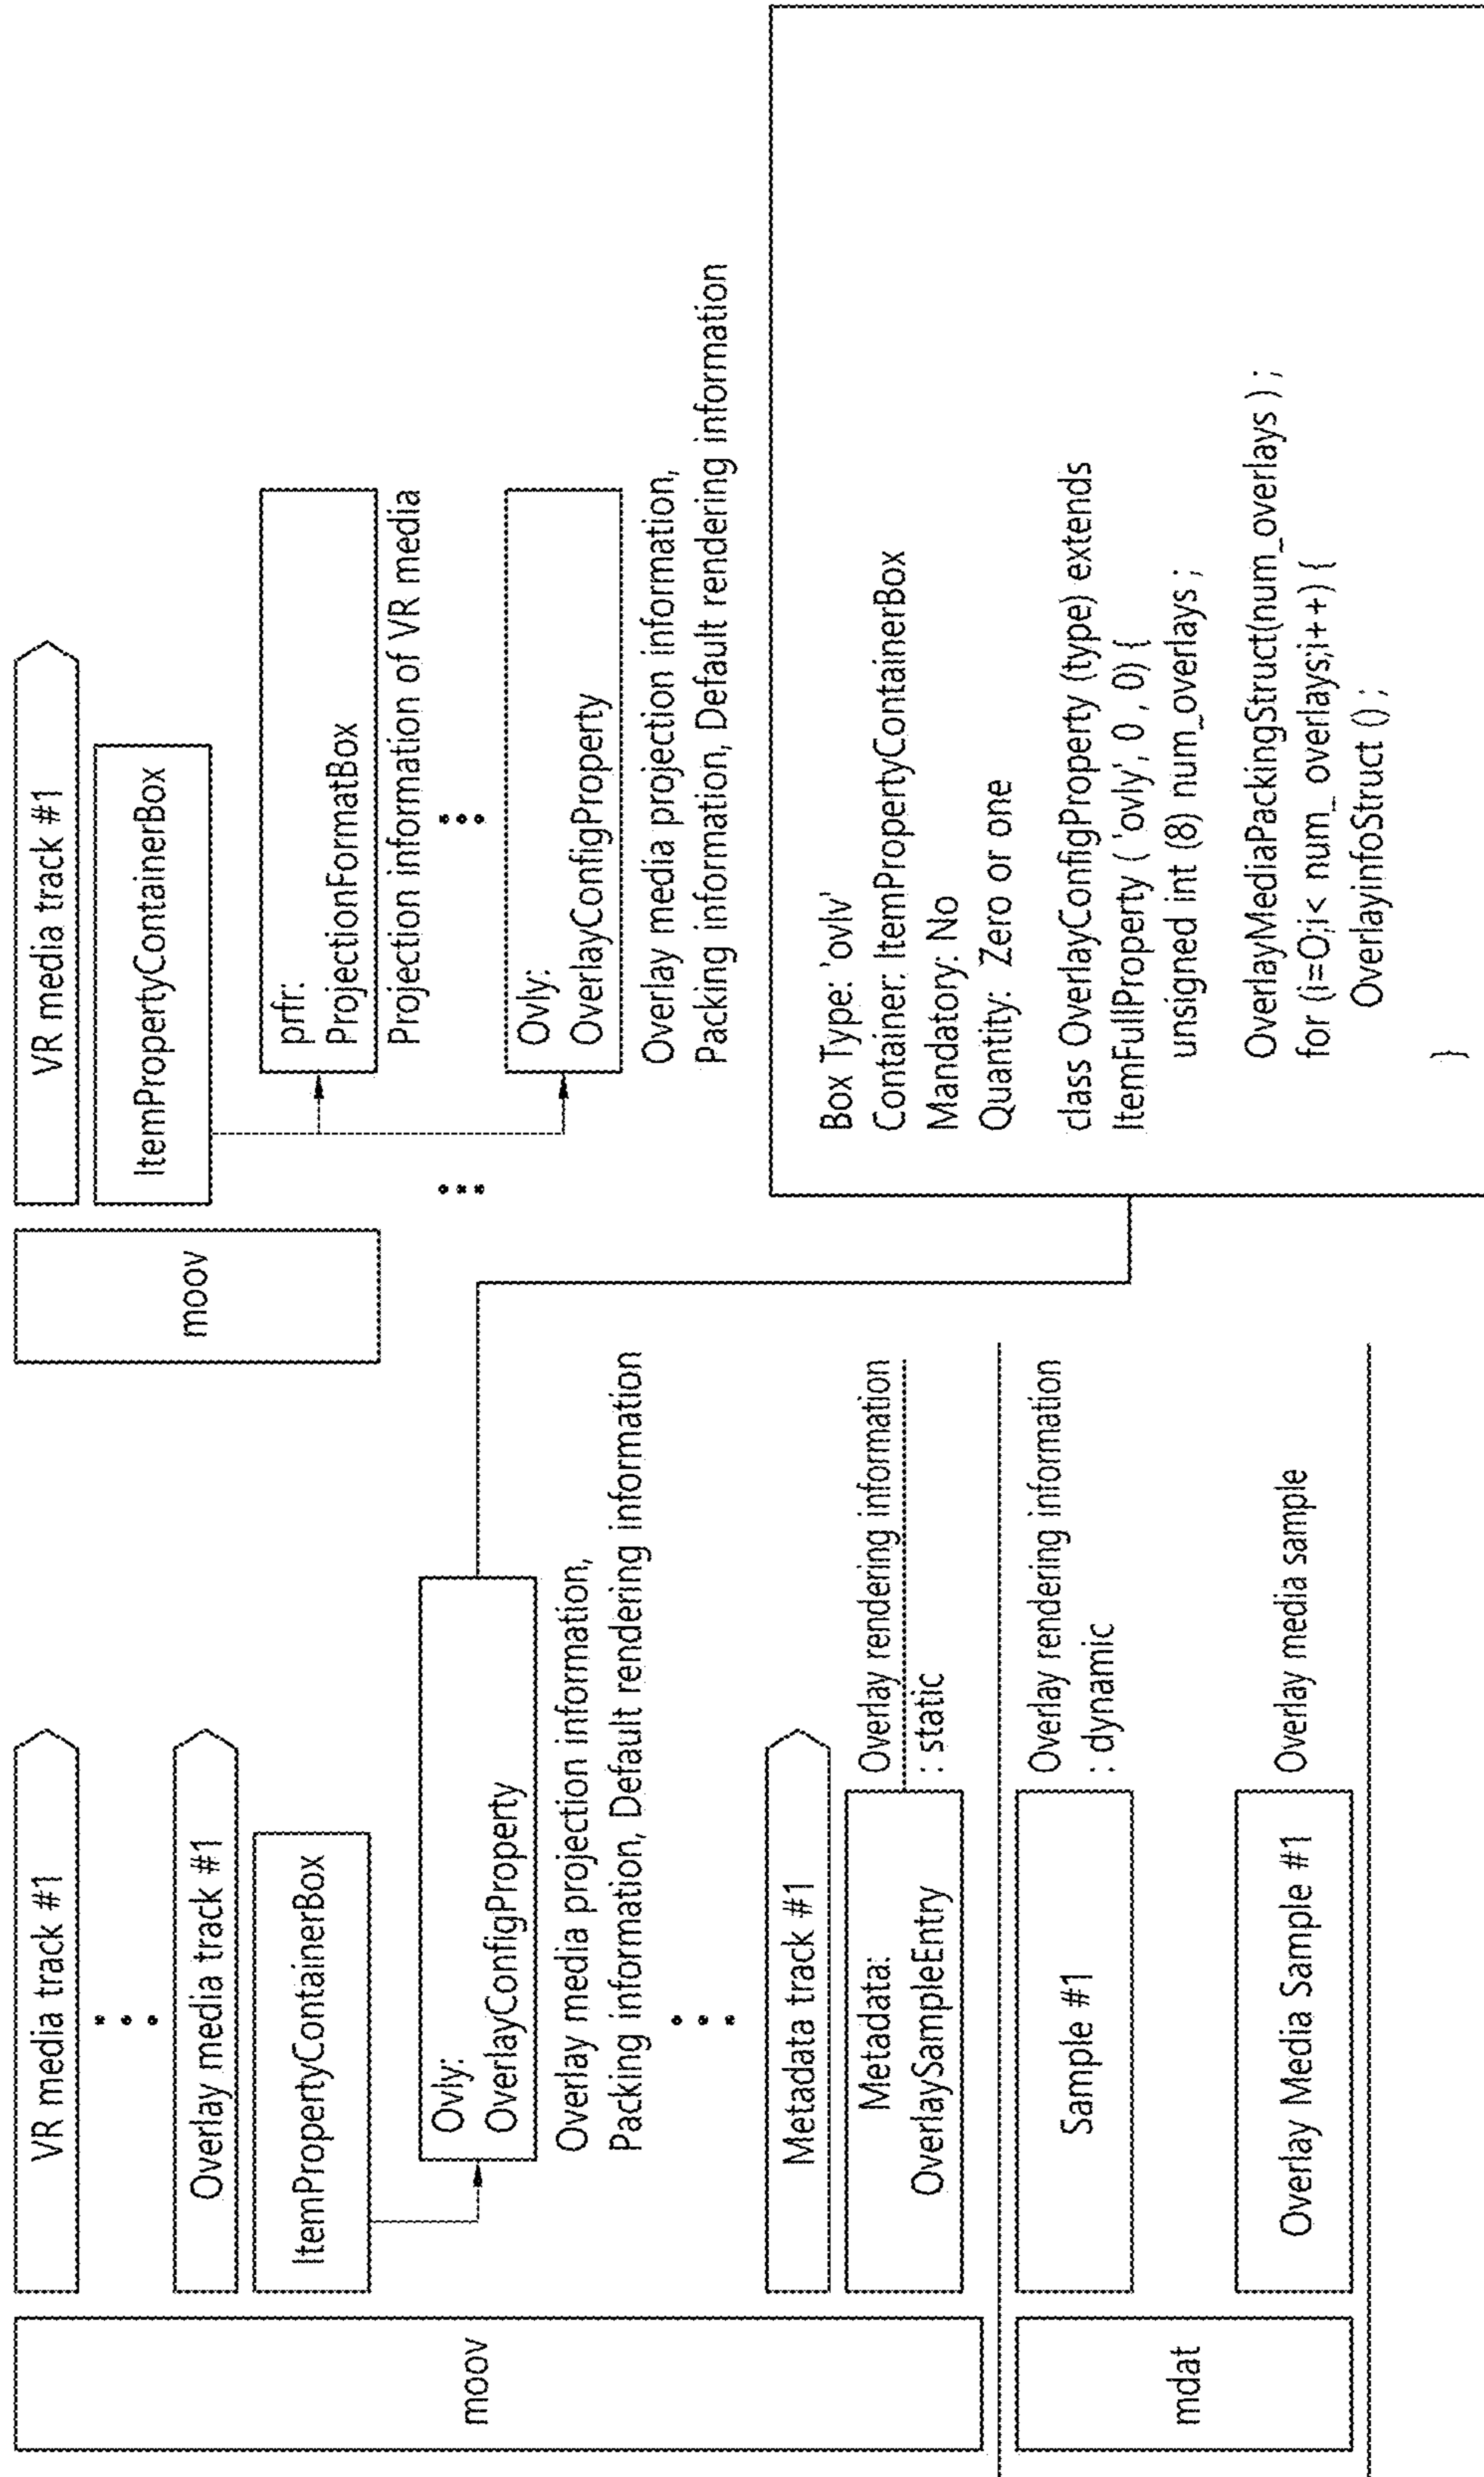 moov
VR media track #1
Overlay media track #1
ItemPropertyContainerBox
Ovly:
OverlayConfigProperty
Overlay media projection information,
Packing information, Default rendering information
Metadata track #1
Metadata:
OverlaySampleEntry
Overlay rendering information
: static
mdat
Sample #1
Overlay rendering information
: dynamic
Overlay Media Sample #1
Overlay media sample
moov
VR media track #1
ItemPropertyContainerBox
prfr:
ProjectionFormatBox
Projection information of VR media
Ovly:
OverlayConfigProperty
Overlay media projection information,
Packing information, Default rendering information
Box Type: 'ovlv'
Container: ItemPropertyContainerBox
Mandatory: No
Quantity: Zero or one
class OverlayConfigProperty (type) extends
ItemFullProperty ( 'ovly', 0 , 0) {
unsigned int (8) num_overlays ;
OverlayMediaPackingStruct(num_overlays ) ;
for (i=O;i< num_ overlays;i++) {
OverlayinfoStruct () ;
}